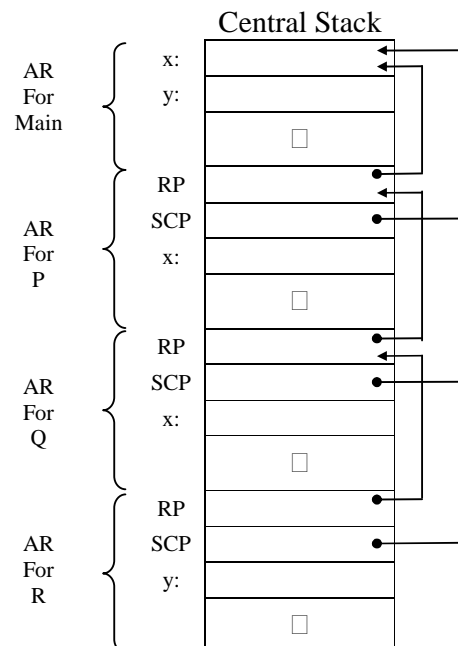 Central Stack
AR
For
Main
x:
y:
AR
For
P
RP
SCP
x:
AR
For
Q
RP
SCP
x:
AR
For
R
RP
SCP
y: